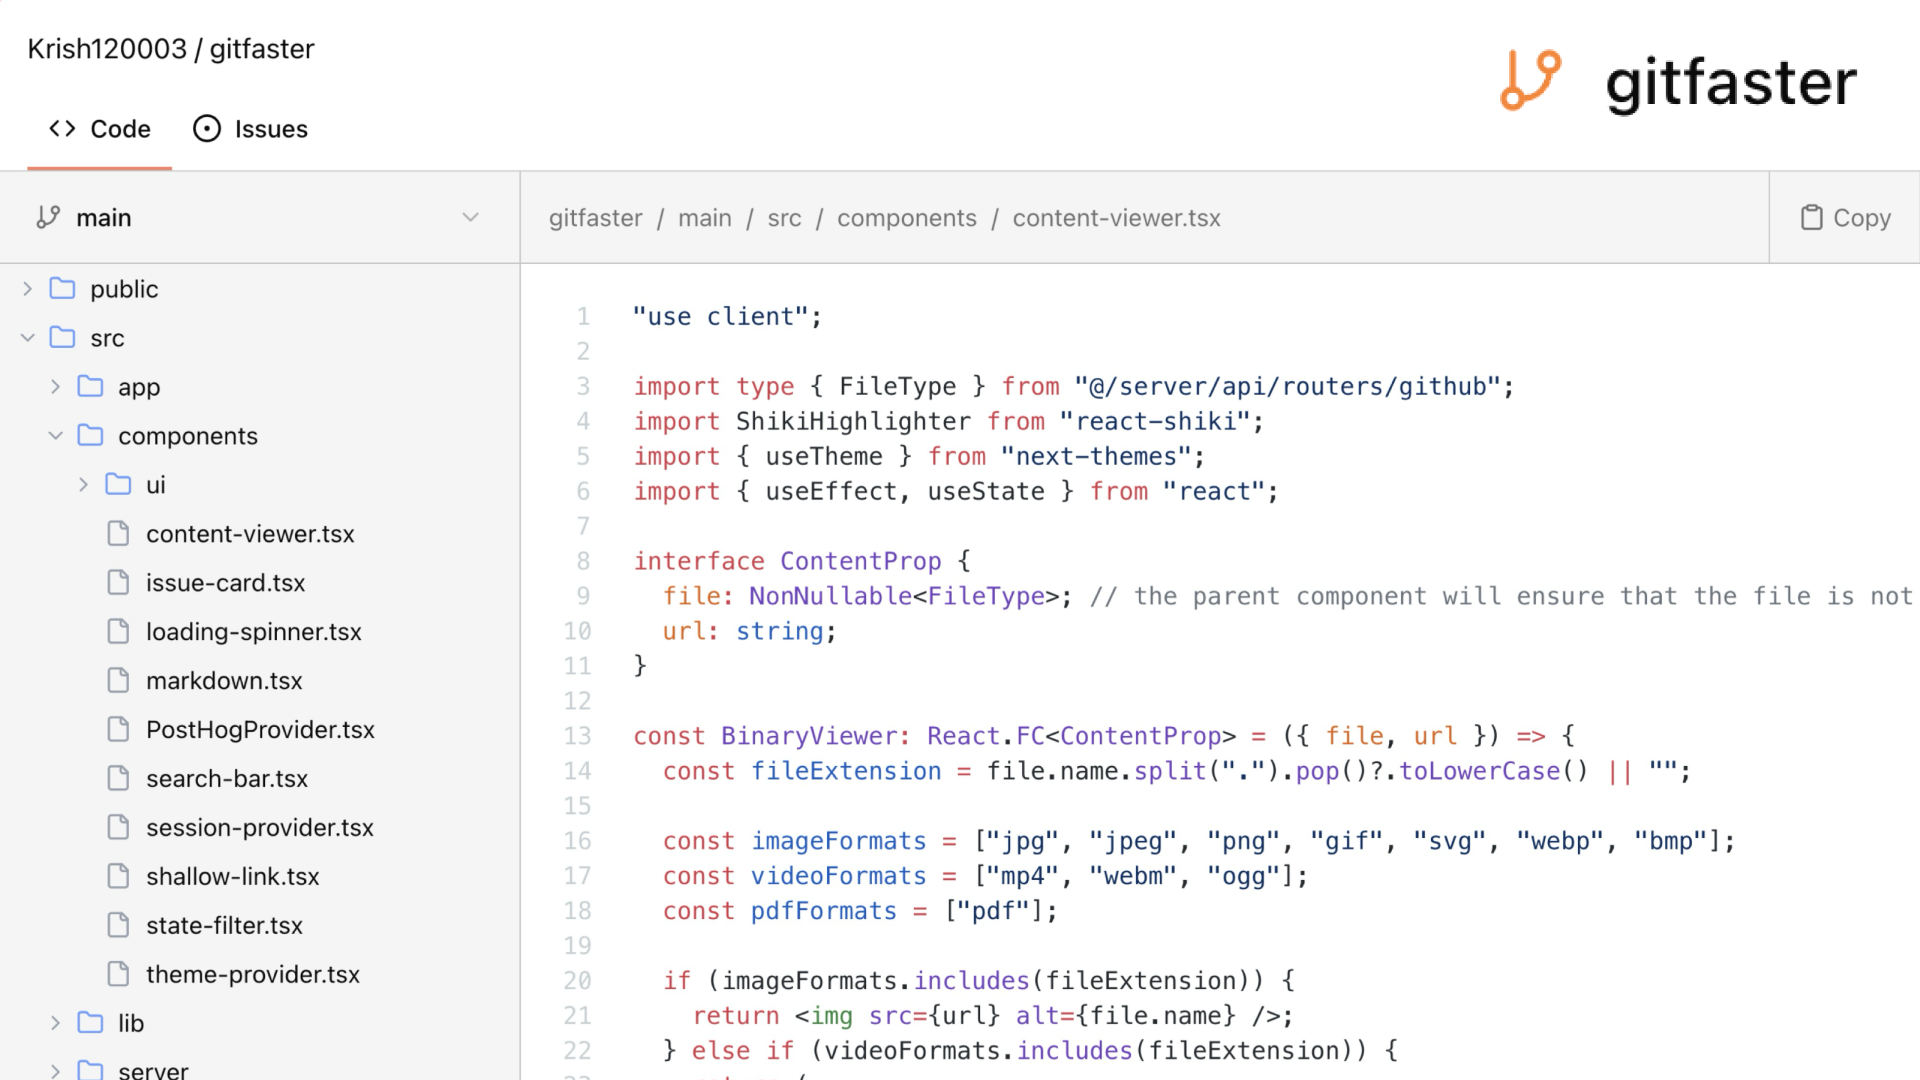 Krish120003 / gitfaster
gitfaster
Code
Issues
main
gitfaster / main / src / components / content-viewer.tsx
Copy
public
src
app
components
ui
content-viewer.tsx
issue-card.tsx
loading-spinner.tsx
markdown.tsx
PostHogProvider.tsx
search-bar.tsx
session-provider.tsx
shallow-link.tsx
state-filter.tsx
theme-provider.tsx
lib
server
1 "use client";
2
3 import type { FileType } from "@/server/api/routers/github";
4 import ShikiHighlighter from "react-shiki";
5 import { useTheme } from "next-themes";
6 import { useEffect, useState } from "react";
7
8 interface ContentProp {
9   file: NonNullable<FileType>; // the parent component will ensure that the file is not
10   url: string;
11 }
12
13 const BinaryViewer: React.FC<ContentProp> = ({ file, url }) => {
14   const fileExtension = file.name.split(".").pop()?.toLowerCase() || "";
15
16   const imageFormats = ["jpg", "jpeg", "png", "gif", "svg", "webp", "bmp"];
17   const videoFormats = ["mp4", "webm", "ogg"];
18   const pdfFormats = ["pdf"];
19
20   if (imageFormats.includes(fileExtension)) {
21     return <img src={url} alt={file.name} />;
22   } else if (videoFormats.includes(fileExtension)) {